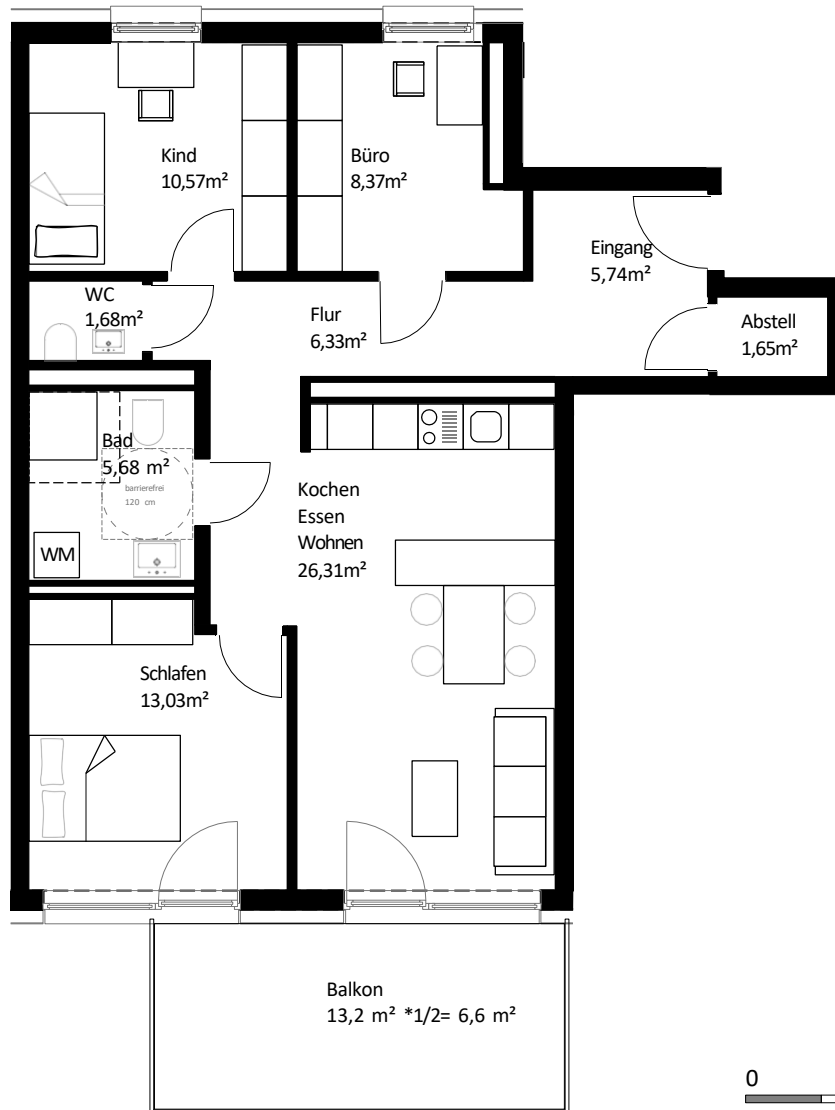 Kind
10,57m²
Büro
8,37m²
Eingang
5,74m²
WC
1,68m²
Flur
6,33m²
Abstell
1,65m²
Bad
5,68 m²
barrierefrei
120 cm
WM
Kochen
Essen
Wohnen
26,31m²
Schlafen
13,03m²
Balkon
13,2 m² *1/2= 6,6 m²
0